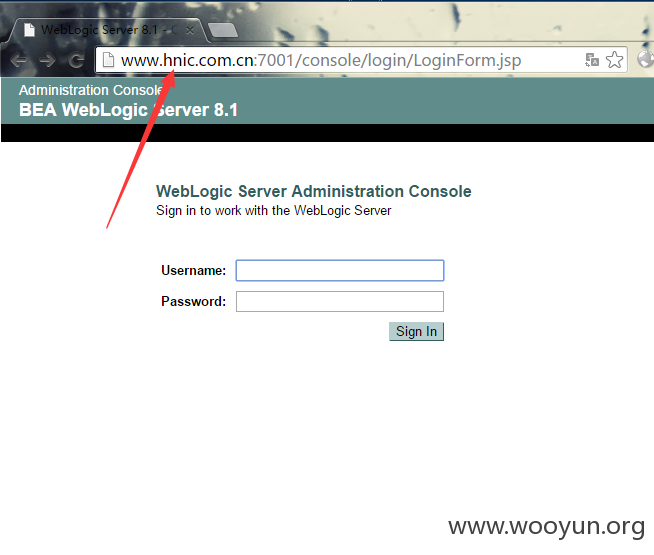 WebLogic Server 8.1 - C
www.hnic.com.cn:7001/console/login/LoginForm.jsp
Administration Console
BEA WebLogic Server 8.1
WebLogic Server Administration Console
Sign in to work with the WebLogic Server
Username:
Password:
Sign In
www.wooyun.org